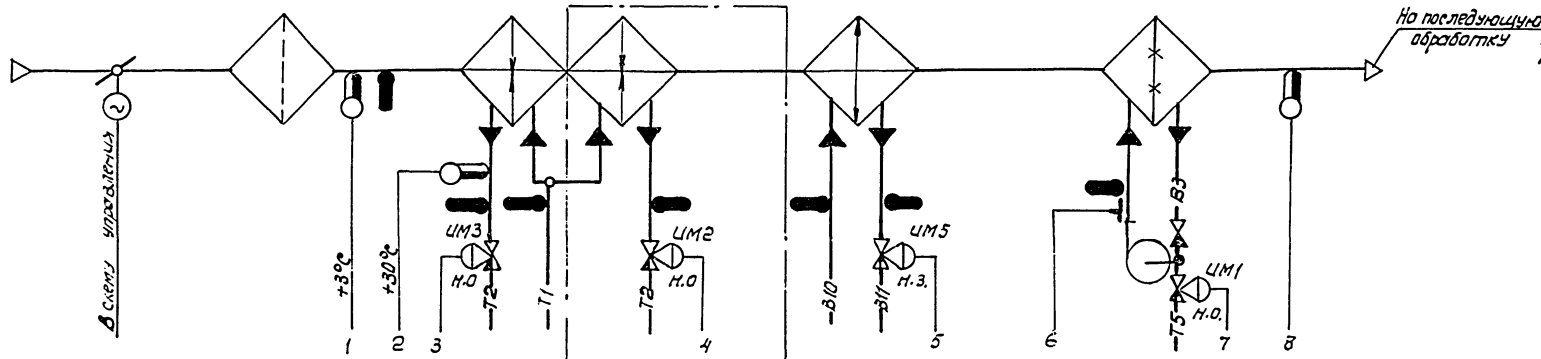 На последующую
обработку
В схему управления
+3°С
+30°С
ИМ3
Н.О
Т2
Т1
ИМ2
Н.О
Т2
В10
ИМ5
Н.З.
В11
В3
ИМ1
Н.О.
Т5
1
2
3
4
5
6
7
8